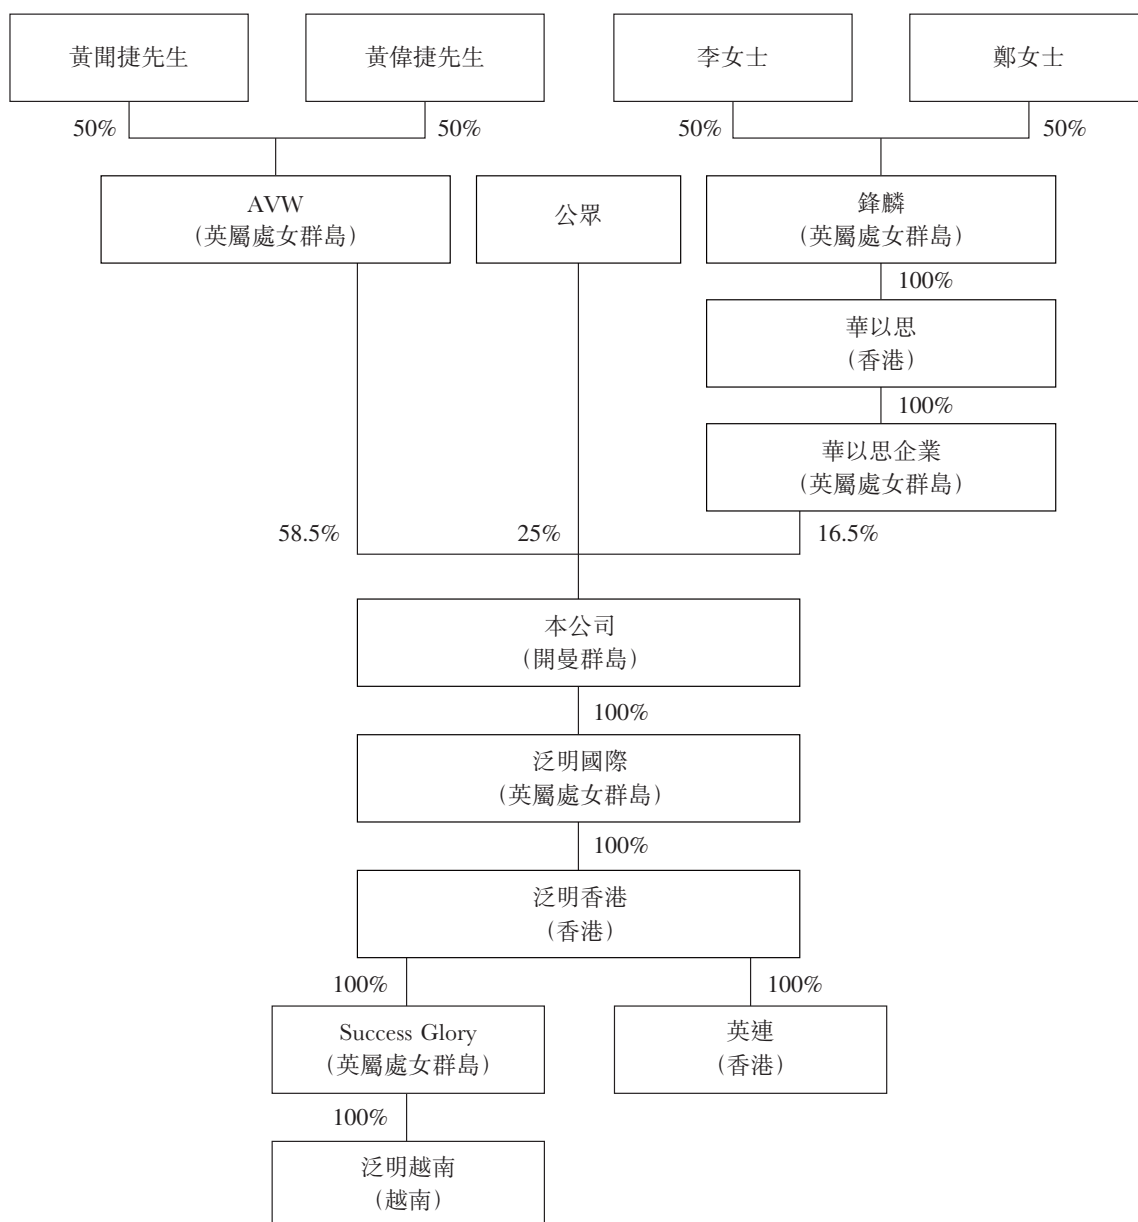 黃聞捷先生
黃偉捷先生
李女士
鄭女士
50%
50%
50%
50%
AVW
(英屬處女群島)
公眾
鋒麟
(英屬處女群島)
100%
華以思
(香港)
100%
華以思企業
(英屬處女群島)
58.5%
25%
16.5%
本公司
(開曼群島)
100%
泛明國際
(英屬處女群島)
100%
泛明香港
(香港)
100%
100%
Success Glory
(英屬處女群島)
英連
(香港)
100%
泛明越南
(越南)